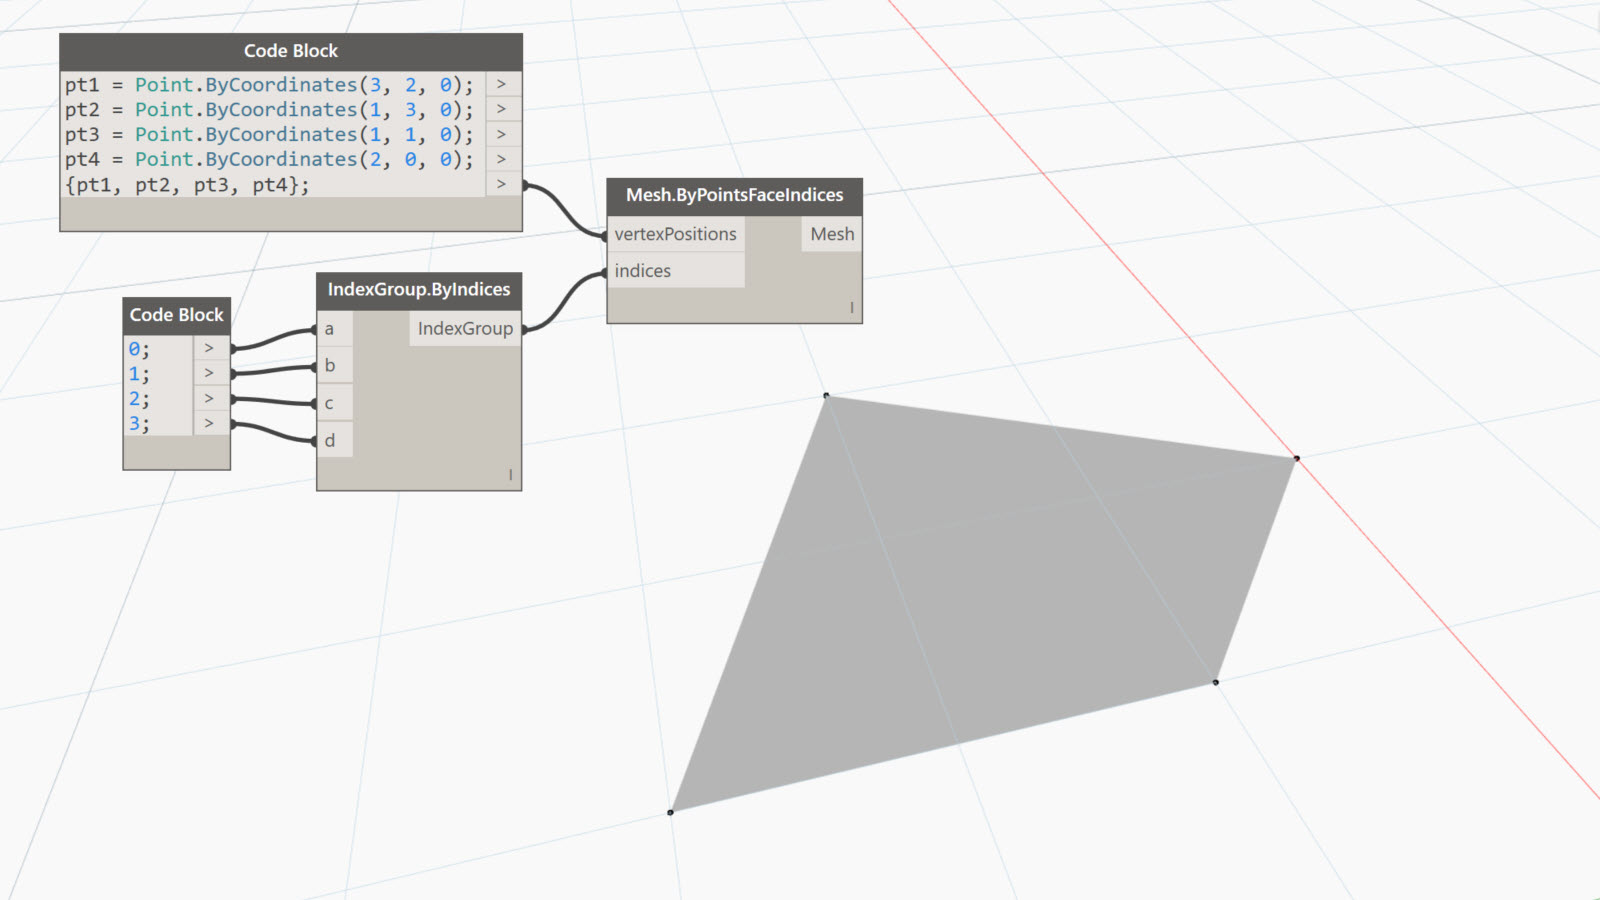 Code Block
pt1 = Point.ByCoordinates(3, 2, 0); >
pt2 = Point.ByCoordinates(1, 3, 0); >
pt3 = Point.ByCoordinates(1, 1, 0); >
pt4 = Point.ByCoordinates(2, 0, 0); >
{pt1, pt2, pt3, pt4}; >
Mesh.ByPointsFaceIndices
vertexPositions Mesh
indices
l
IndexGroup.ByIndices
a IndexGroup
b
c
d
l
Code Block
0; >
1; >
2; >
3; >